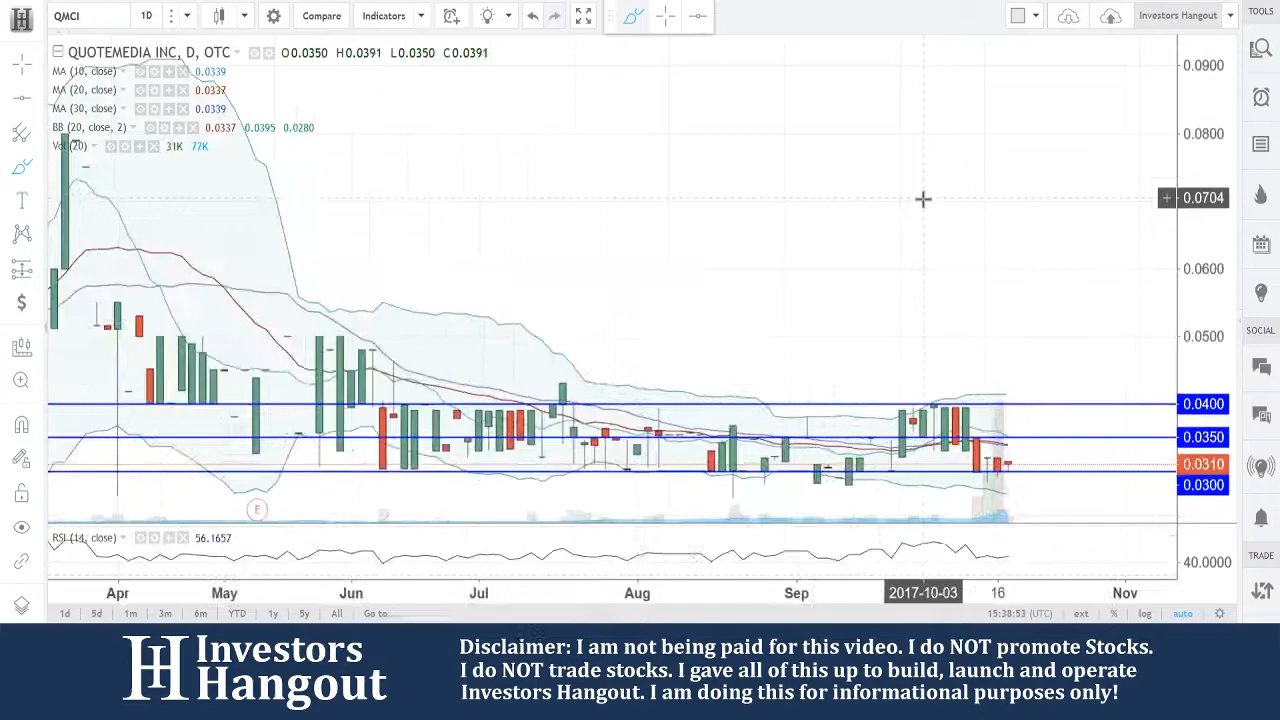 QMCI 1D Compare Indicators Investors Hangout TOOLS
QUOTEMEDIA INC, D, OTC O0.0350 H0.0391 L0.0350 C0.0391
MA (10, close) 0.0339
MA (20, close) 0.0337
MA (30, close) 0.0339
BB (20, close, 2) 0.0337 0.0395 0.0280
Vol (20) 31K 77K
0.0900
0.0800
0.0704
0.0600
0.0500
0.0400
0.0350
0.0310
0.0300
SOCIAL
E
RSI (14, close) 56.1657
40.0000
TRADE
Apr May Jun Jul Aug Sep 2017-10-03 16 Nov
1d 5d 1m 3m 6m YTD 1y 5y All Go to... 15:38:53 (UTC) ext % log auto
H Investors
Hangout
Disclaimer: I am not being paid for this video. I do NOT promote Stocks.
I do NOT trade stocks. I gave all of this up to build, launch and operate
Investors Hangout. I am doing this for informational purposes only!